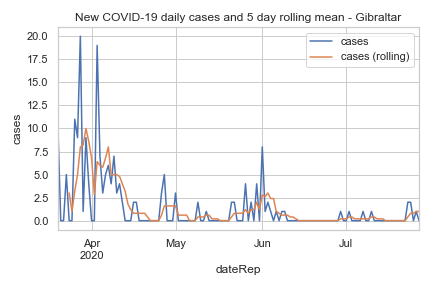 New COVID-19 daily cases and 5 day rolling mean - Gibraltar
cases
cases (rolling)
20.0
17.5
15.0
12.5
10.0
7.5
5.0
2.5
0.0
cases
Apr
2020
May
Jun
Jul
dateRep